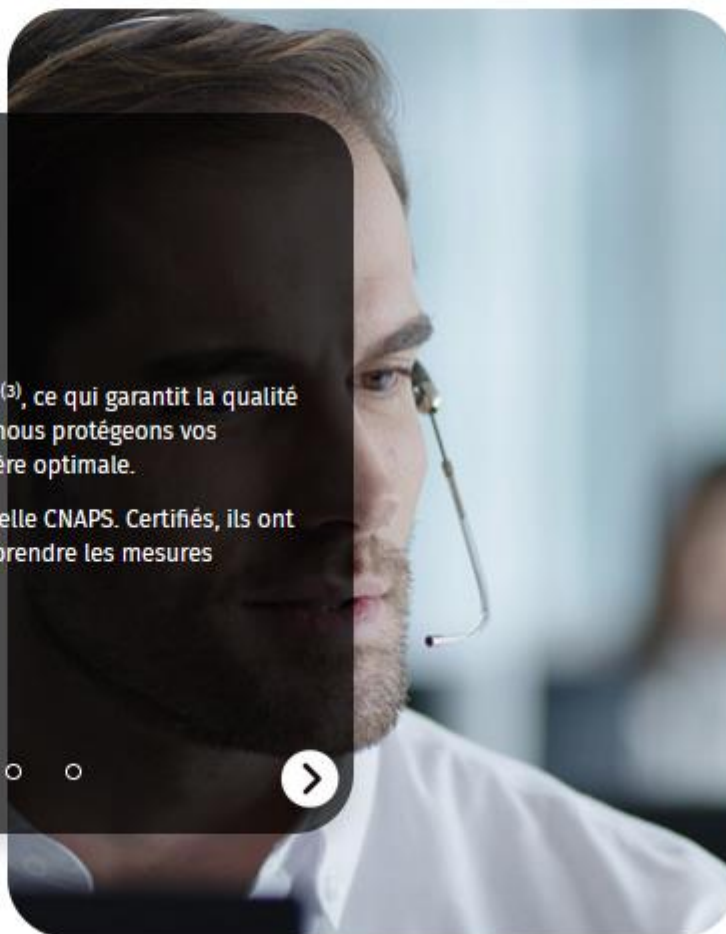 (3), ce qui garantit la qualité
nous protégeons vos
ère optimale.
elle CNAPS. Certifiés, ils ont
prendre les mesures